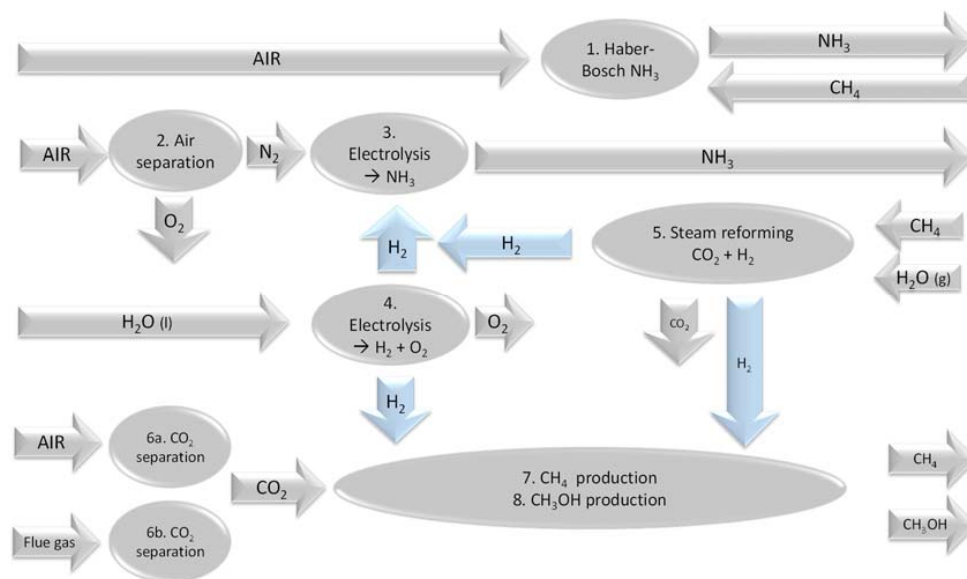 AIR
1. Haber-
Bosch NH₃
NH₃
CH₄
AIR
2. Air
separation
N₂
3.
Electrolysis
→ NH₃
NH₃
O₂
H₂
H₂
5. Steam reforming
CO₂ + H₂
CH₄
H₂O (g)
H₂O (l)
4.
Electrolysis
→ H₂ + O₂
O₂
CO₂
H₂
H₂
AIR
6a. CO₂
separation
CO₂
7. CH₄ production
8. CH₃OH production
CH₄
Flue gas
6b. CO₂
separation
CH₃OH